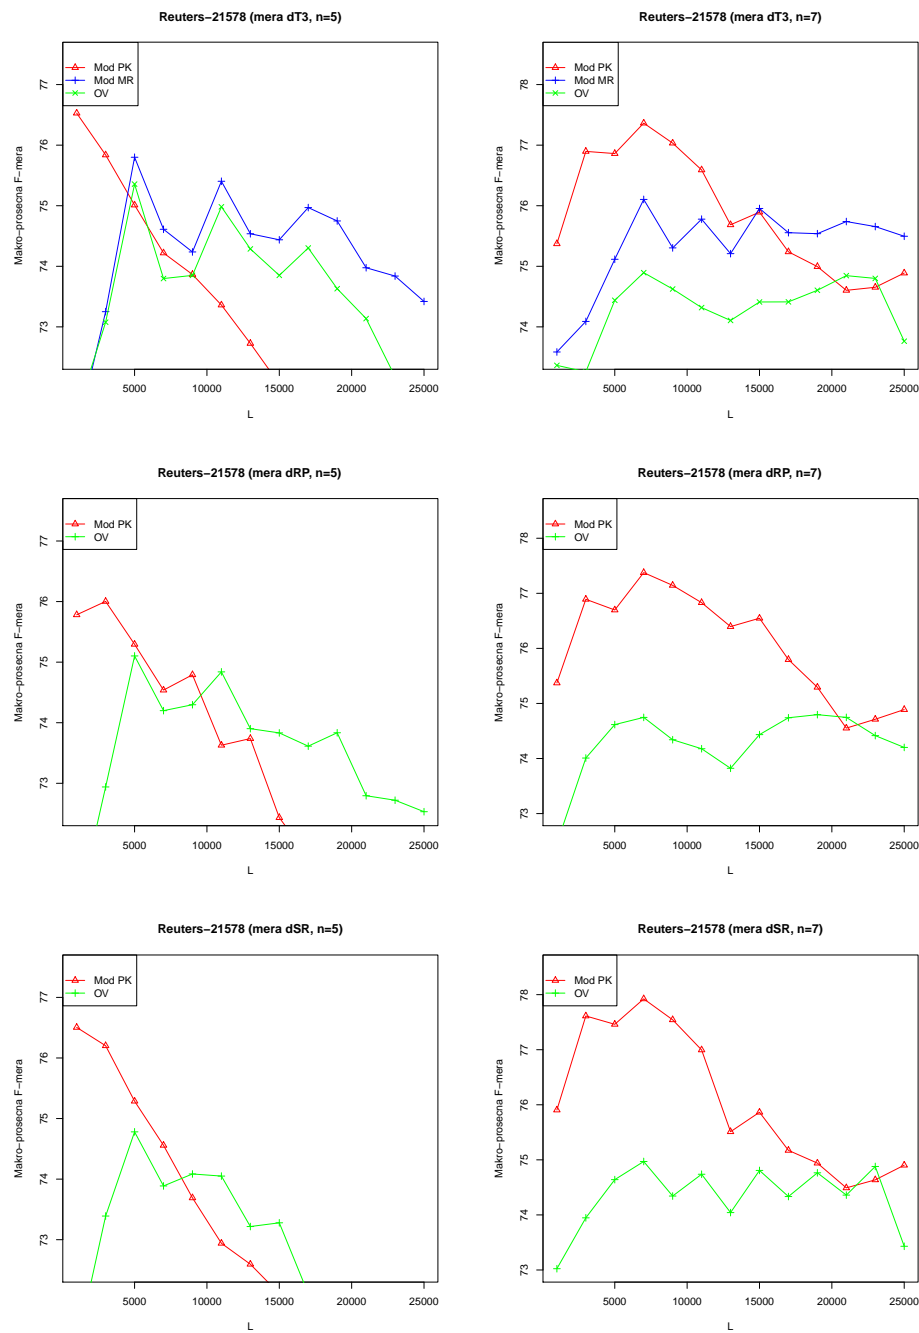 Reuters−21578 (mera dT3, n=5)
Mod PK
Mod MR
OV
Makro−prosecna F−mera
77
76
75
74
73
5000 10000 15000 20000 25000
L
Reuters−21578 (mera dT3, n=7)
Mod PK
Mod MR
OV
Makro−prosecna F−mera
78
77
76
75
74
5000 10000 15000 20000 25000
L
Reuters−21578 (mera dRP, n=5)
Mod PK
OV
Makro−prosecna F−mera
77
76
75
74
73
5000 10000 15000 20000 25000
L
Reuters−21578 (mera dRP, n=7)
Mod PK
OV
Makro−prosecna F−mera
78
77
76
75
74
73
5000 10000 15000 20000 25000
L
Reuters−21578 (mera dSR, n=5)
Mod PK
OV
Makro−prosecna F−mera
77
76
75
74
73
5000 10000 15000 20000 25000
L
Reuters−21578 (mera dSR, n=7)
Mod PK
OV
Makro−prosecna F−mera
78
77
76
75
74
73
5000 10000 15000 20000 25000
L